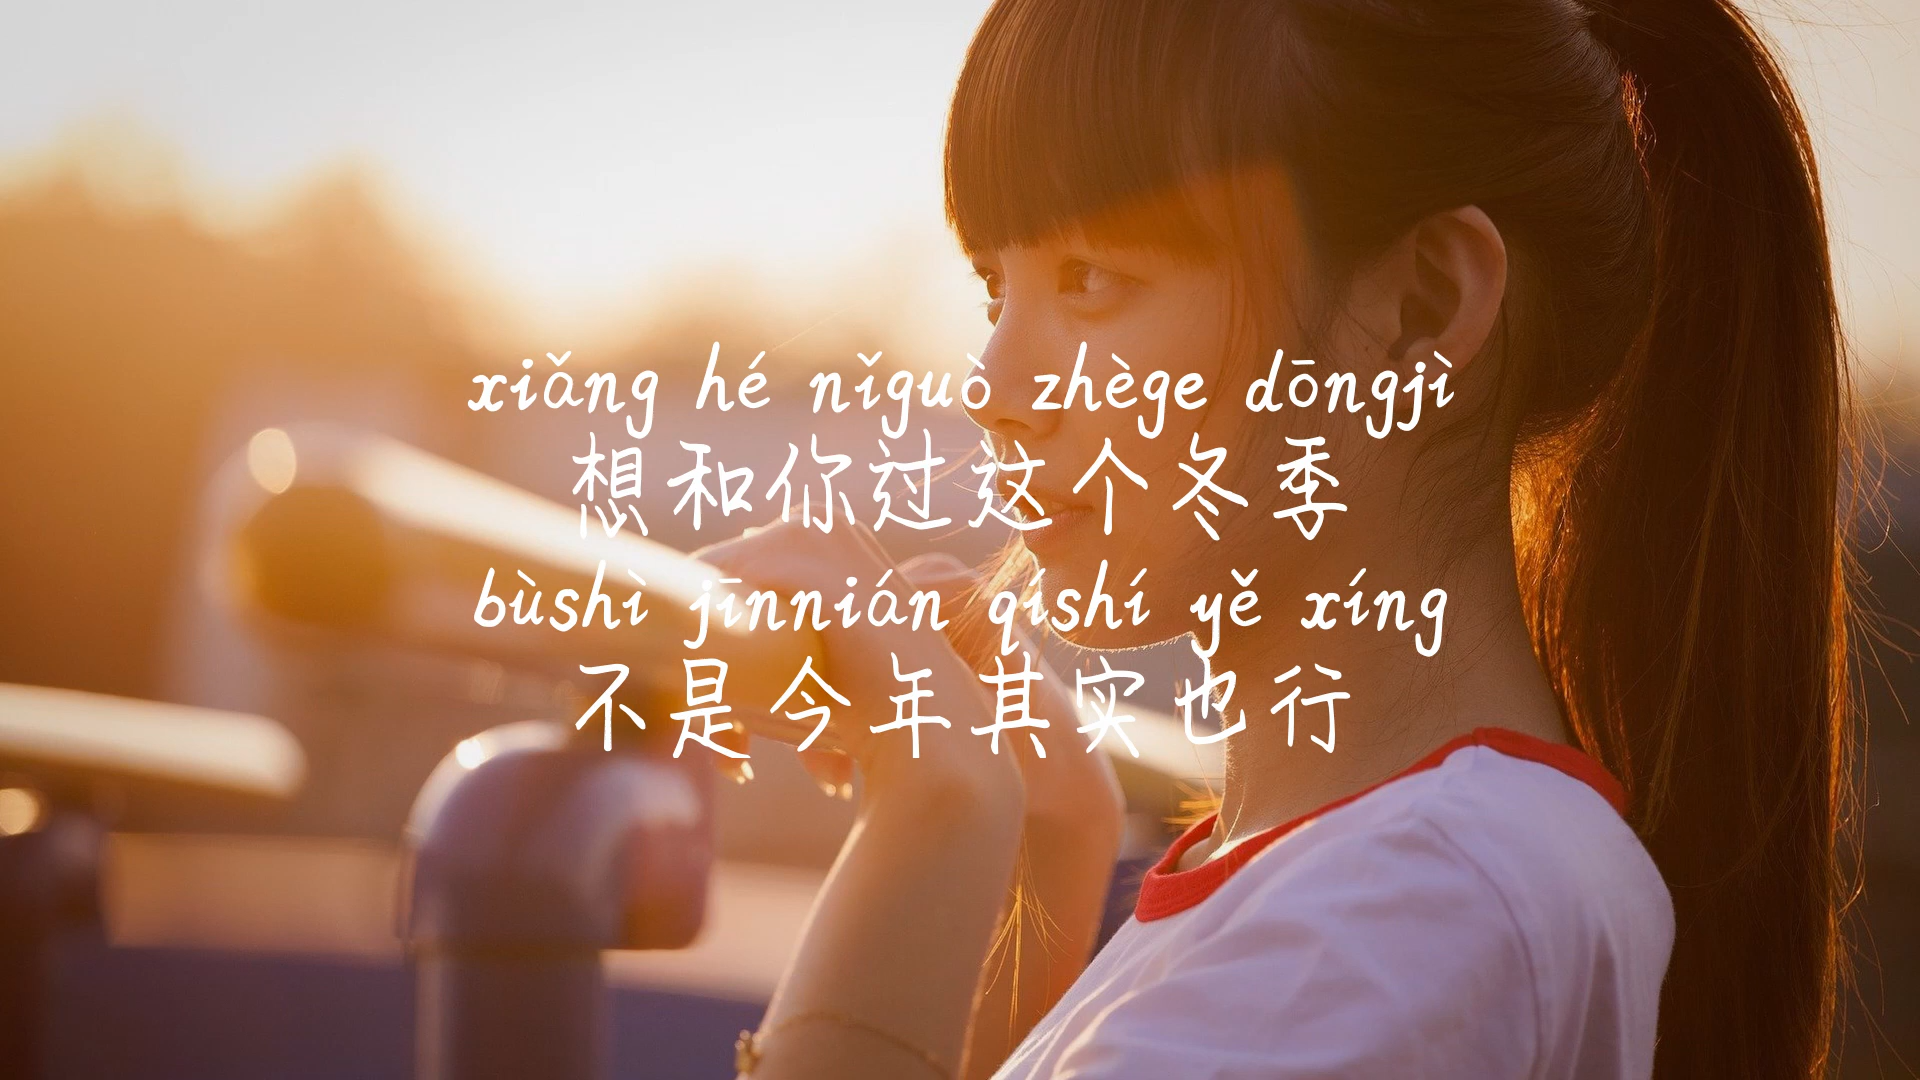 xiǎng hé nǐguò zhège dōngjì
想和你过这个冬季
bùshì jīnnián qíshí yě xíng
不是今年其实也行